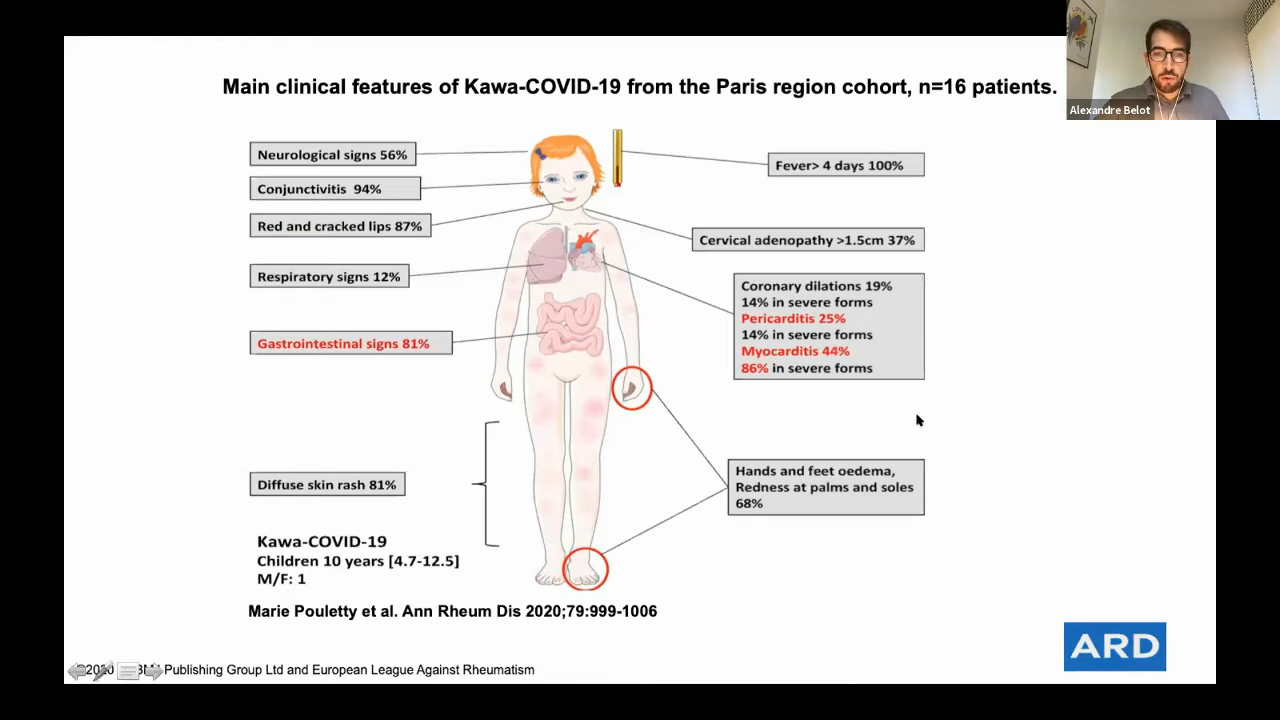 Main clinical features of Kawa-COVID-19 from the Paris region cohort, n=16 patients.
Alexandre Belot
Neurological signs 56%
Conjunctivitis 94%
Red and cracked lips 87%
Respiratory signs 12%
Gastrointestinal signs 81%
Diffuse skin rash 81%
Fever> 4 days 100%
Cervical adenopathy >1.5cm 37%
Coronary dilations 19%
14% in severe forms
Pericarditis 25%
14% in severe forms
Myocarditis 44%
86% in severe forms
Hands and feet oedema,
Redness at palms and soles
68%
Kawa-COVID-19
Children 10 years [4.7-12.5]
M/F: 1
Marie Pouletty et al. Ann Rheum Dis 2020;79:999-1006
Publishing Group Ltd and European League Against Rheumatism
ARD